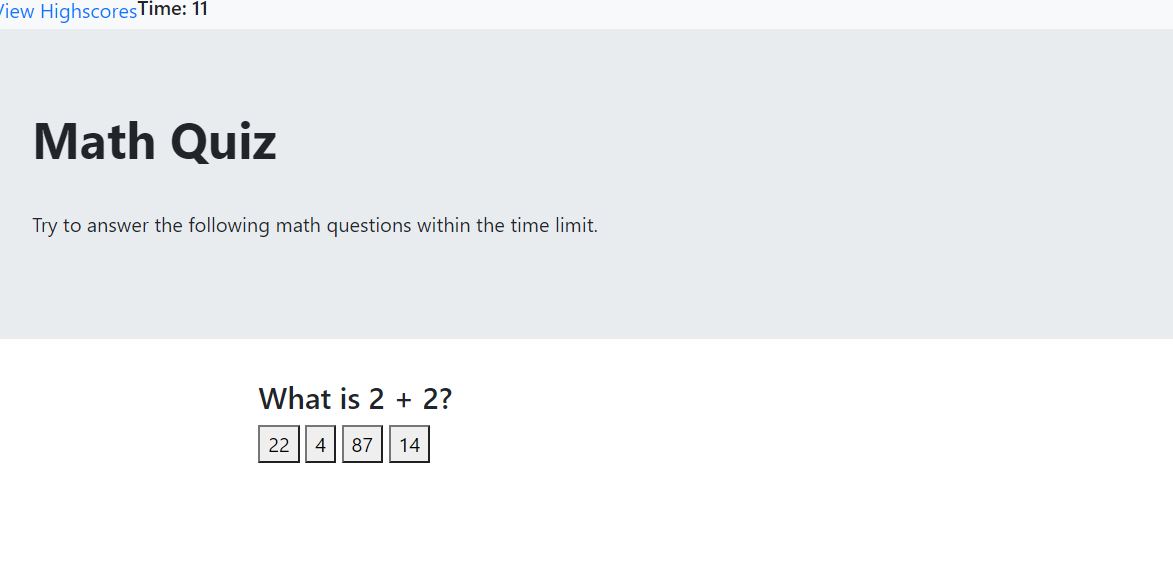 View Highscores Time: 11
Math Quiz
Try to answer the following math questions within the time limit.
What is 2 + 2?
22 4 87 14